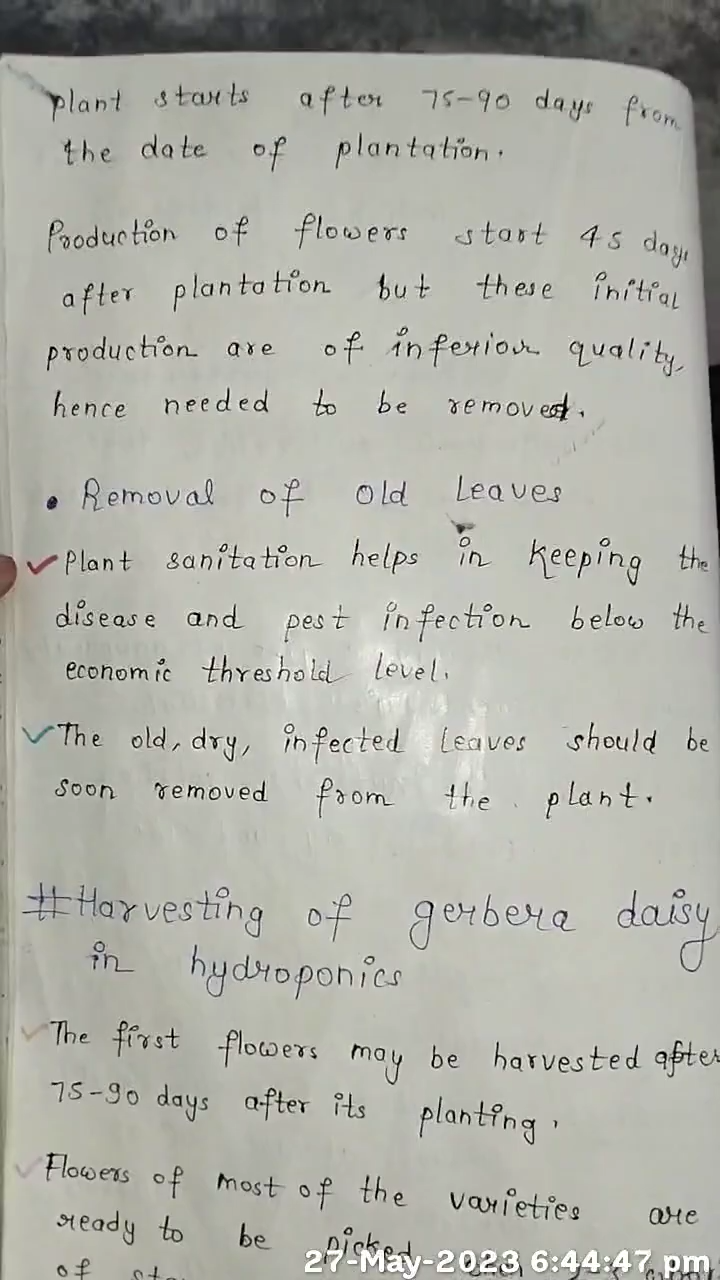 plant starts after 75-90 days from
the date of plantation.
Production of flowers start 45 days
after plantation but these initial
production are of inferiour quality,
hence needed to be removed.
• Removal of old leaves
✓ Plant sanitation helps in keeping the
disease and pest infection below the
economic threshold level.
✓ The old, dry, infected leaves should be
soon removed from the plant.
# Harvesting of gerbera daisy
in hydroponics
✓ The first flowers may be harvested after
75-90 days after its planting.
✓ Flowers of most of the varieties are
ready to be picked
of
27-May-2023 6:44:47 pm